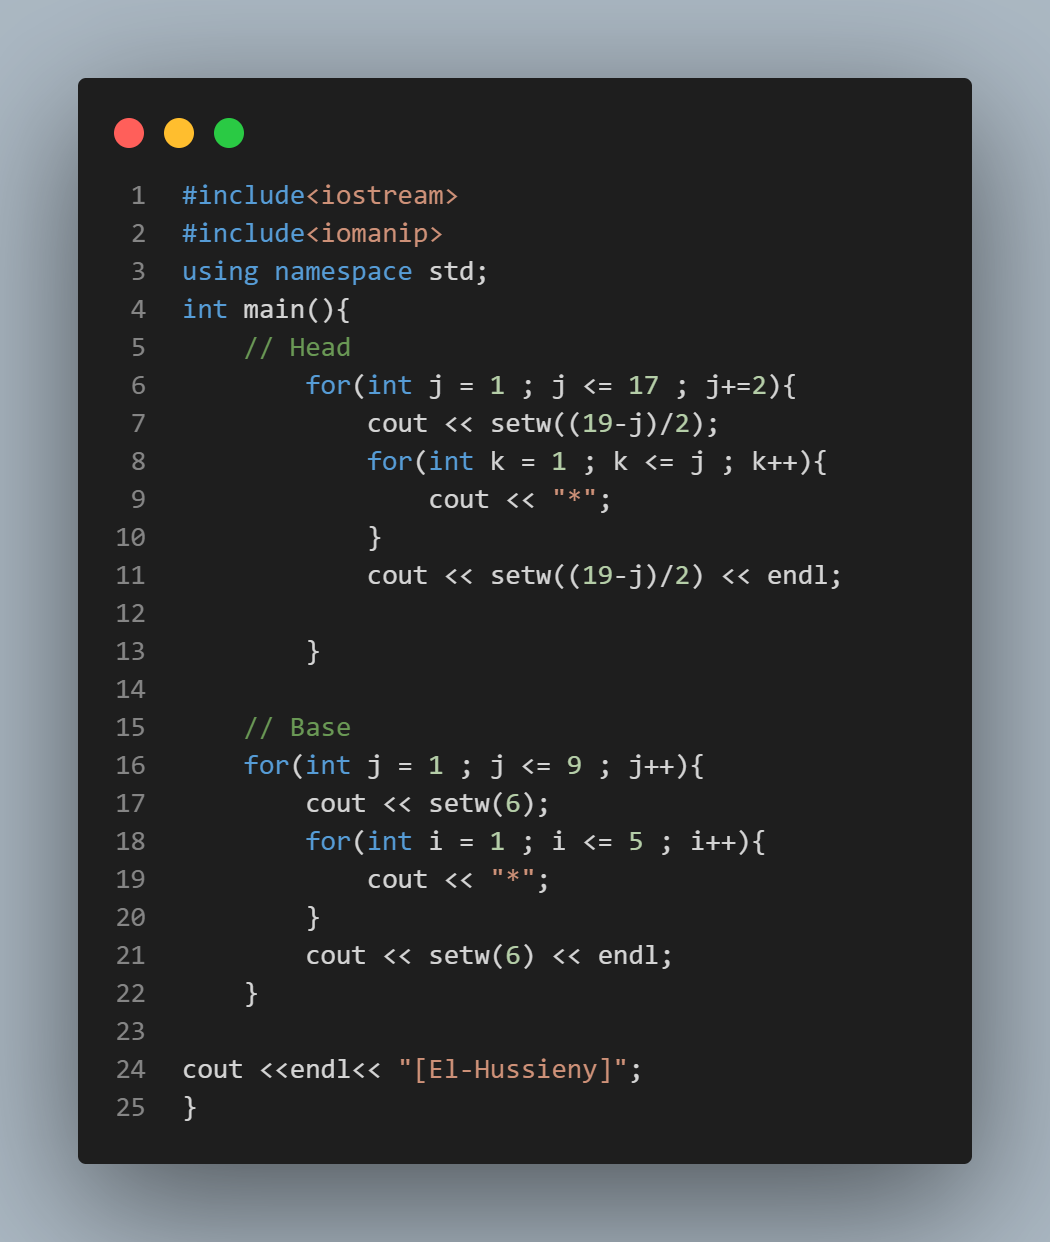 1 #include<iostream>
2 #include<iomanip>
3 using namespace std;
4 int main(){
5     // Head
6         for(int j = 1 ; j <= 17 ; j+=2){
7             cout << setw((19-j)/2);
8             for(int k = 1 ; k <= j ; k++){
9                 cout << "*";
10             }
11             cout << setw((19-j)/2) << endl;
12
13         }
14
15     // Base
16     for(int j = 1 ; j <= 9 ; j++){
17         cout << setw(6);
18         for(int i = 1 ; i <= 5 ; i++){
19             cout << "*";
20         }
21         cout << setw(6) << endl;
22     }
23
24 cout <<endl<< "[El-Hussieny]";
25 }